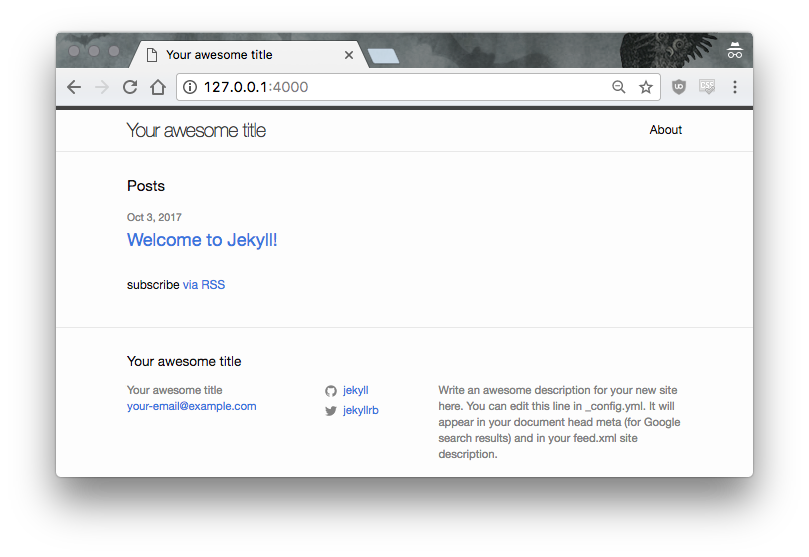 Your awesome title
127.0.0.1:4000
Your awesome title
About
Posts
Oct 3, 2017
Welcome to Jekyll!
subscribe via RSS
Your awesome title
Your awesome title
your-email@example.com
jekyll
jekyllrb
Write an awesome description for your new site
here. You can edit this line in _config.yml. It will
appear in your document head meta (for Google
search results) and in your feed.xml site
description.